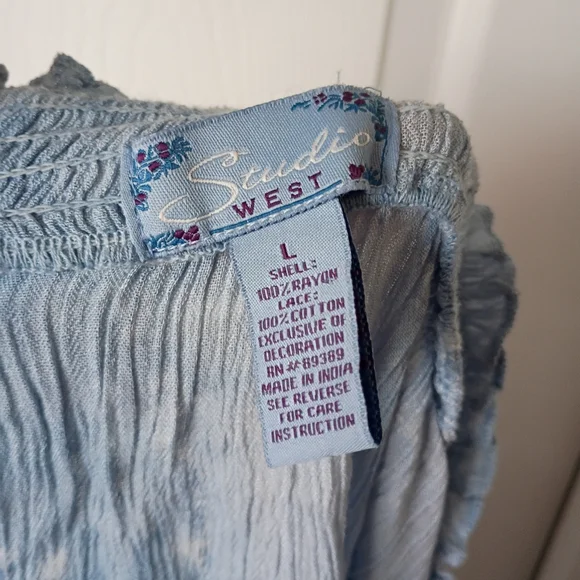 Studio
WEST
L
SHELL:
100%RAYON
LACE:
100%COTTON
EXCLUSIVE OF
DECORATION
RN#89389
MADE IN INDIA
SEE REVERSE
FOR CARE
INSTRUCTION